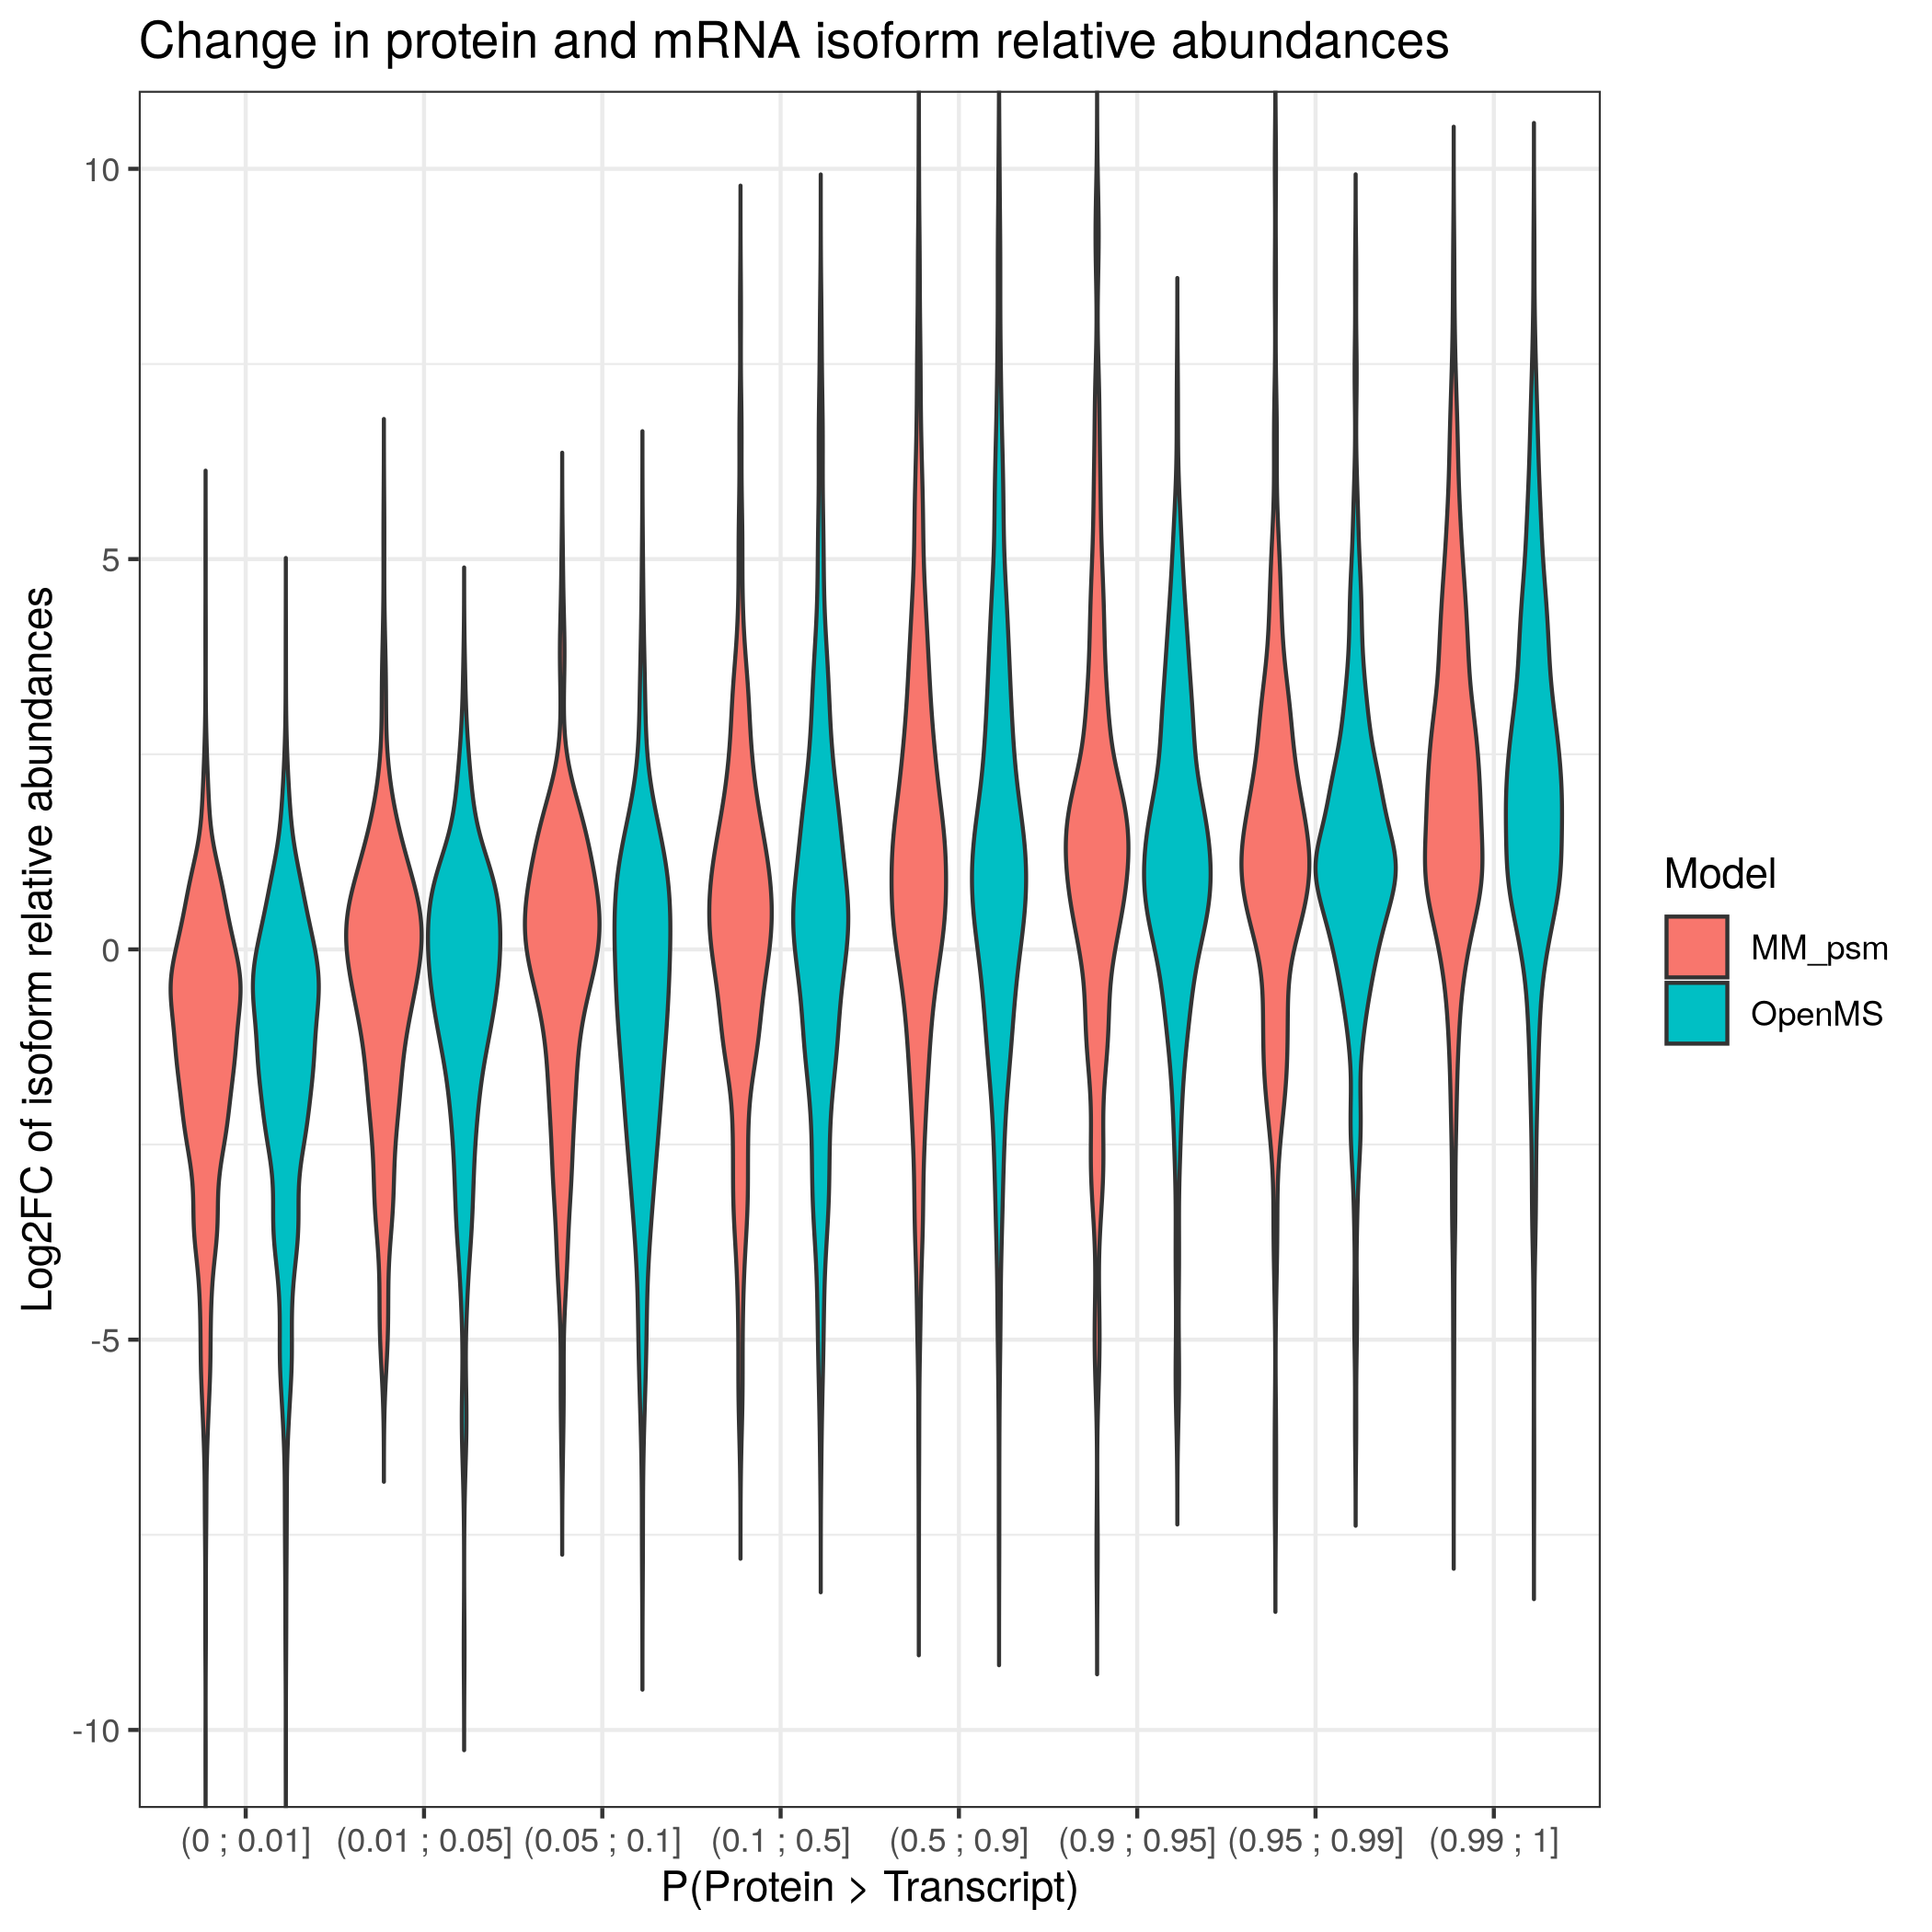 Change in protein and mRNA isoform relative abundances
Log2FC of isoform relative abundances
10
5
0
-5
-10
(0 ; 0.01]
(0.01 ; 0.05]
(0.05 ; 0.1]
(0.1 ; 0.5]
(0.5 ; 0.9]
(0.9 ; 0.95]
(0.95 ; 0.99]
(0.99 ; 1]
P(Protein > Transcript)
Model
MM_psm
OpenMS